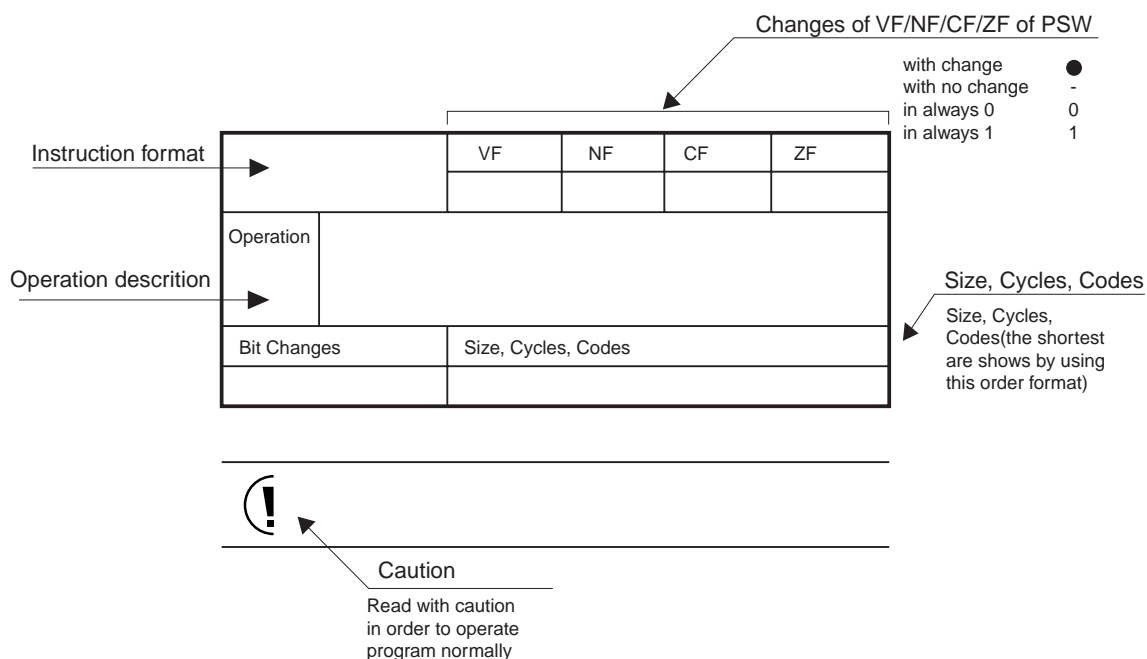 Changes of VF/NF/CF/ZF of PSW
with change ●
with no change -
in always 0 0
in always 1 1
Instruction format
VF NF CF ZF
Operation
Operation descrition
Size, Cycles, Codes
Size, Cycles,
Codes(the shortest
are shows by using
this order format)
Bit Changes Size, Cycles, Codes
!
Caution
Read with caution
in order to operate
program normally